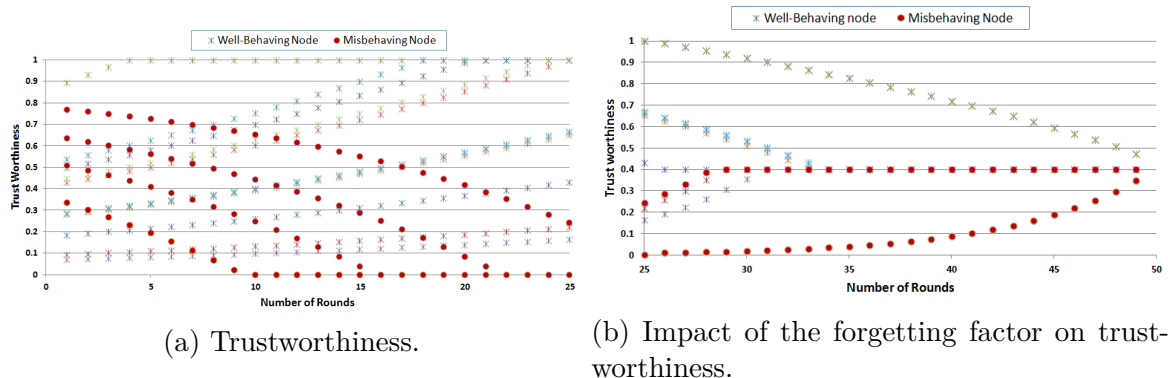 Well-Behaving Node Misbehaving Node
1
0.9
0.8
0.7
0.6
0.5
0.4
0.3
0.2
0.1
0
Trust Worthiness
0 5 10 15 20 25
Number of Rounds
(a) Trustworthiness.
Well-Behaving node Misbehaving Node
1
0.9
0.8
0.7
0.6
0.5
0.4
0.3
0.2
0.1
0
Trust worthiness
25 30 35 40 45 50
Number of Rounds
(b) Impact of the forgetting factor on trust-
worthiness.